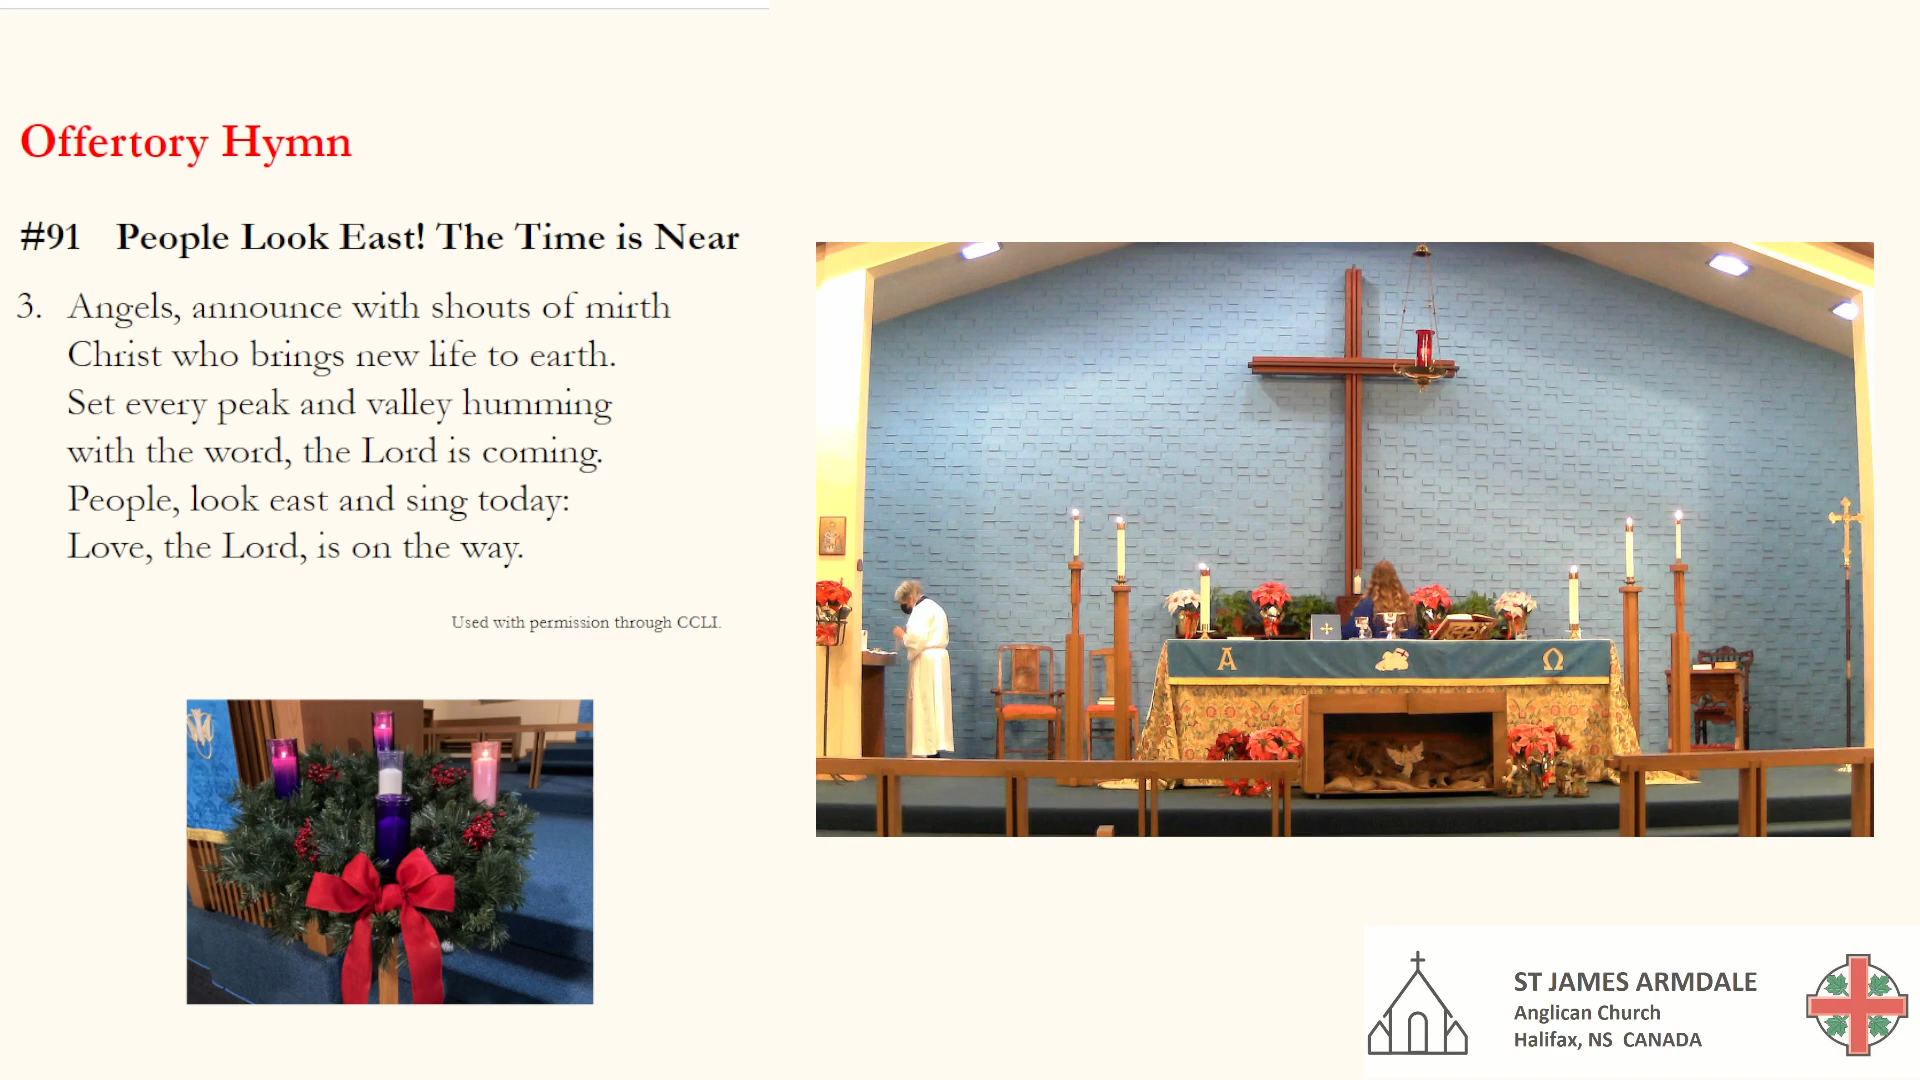 Offertory Hymn
#91 People Look East! The Time is Near
3. Angels, announce with shouts of mirth
Christ who brings new life to earth.
Set every peak and valley humming
with the word, the Lord is coming.
People, look east and sing today:
Love, the Lord, is on the way.
Used with permission through CCLI.
Α Ω
ST JAMES ARMDALE
Anglican Church
Halifax, NS CANADA